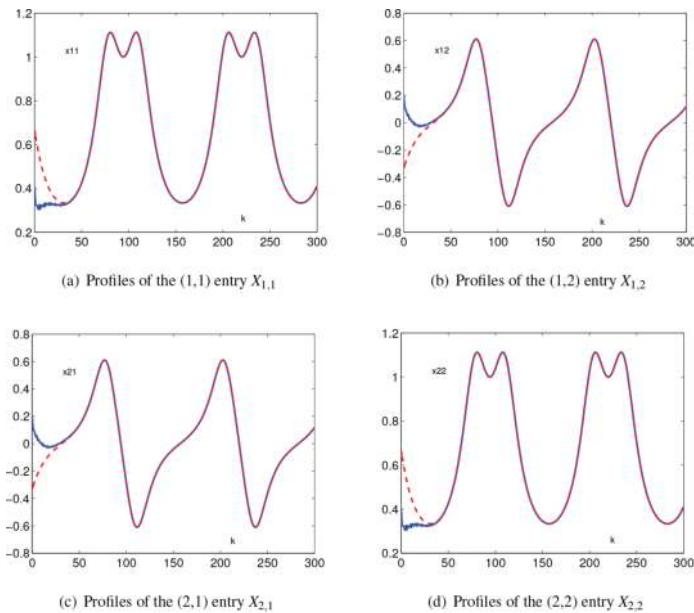 1.2
1
x11
0.8
0.6
0.4
k
0.2
0 50 100 150 200 250 300
(a) Profiles of the (1,1) entry X1,1
0.8
0.6
x12
0.4
0.2
0
-0.2
-0.4
-0.6
k
-0.8
0 50 100 150 200 250 300
(b) Profiles of the (1,2) entry X1,2
0.8
0.6
x21
0.4
0.2
0
-0.2
-0.4
-0.6
k
-0.8
0 50 100 150 200 250 300
(c) Profiles of the (2,1) entry X2,1
1.2
1
x22
0.8
0.6
0.4
k
0.2
0 50 100 150 200 250 300
(d) Profiles of the (2,2) entry X2,2